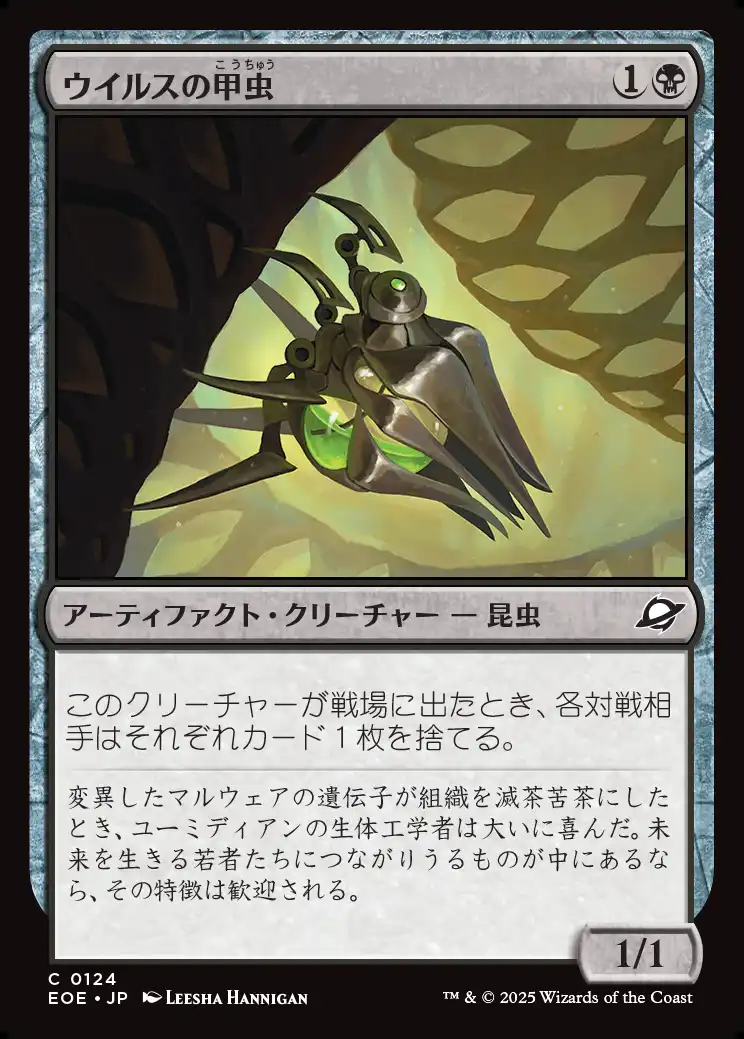 こうちゅう
ウイルスの甲虫 1
アーティファクト・クリーチャー — 昆虫
このクリーチャーが戦場に出たとき、各対戦相
手はそれぞれカード1枚を捨てる。
変異したマルウェアの遺伝子が組織を滅茶苦茶にした
とき、ユーミディアンの生体工学者は大いに喜んだ。未
来を生きる若者たちにつながりうるものが中にあるな
ら、その特徴は歓迎される。
1/1
C 0124
EOE • JP LEESHA HANNIGAN ™ & © 2025 Wizards of the Coast